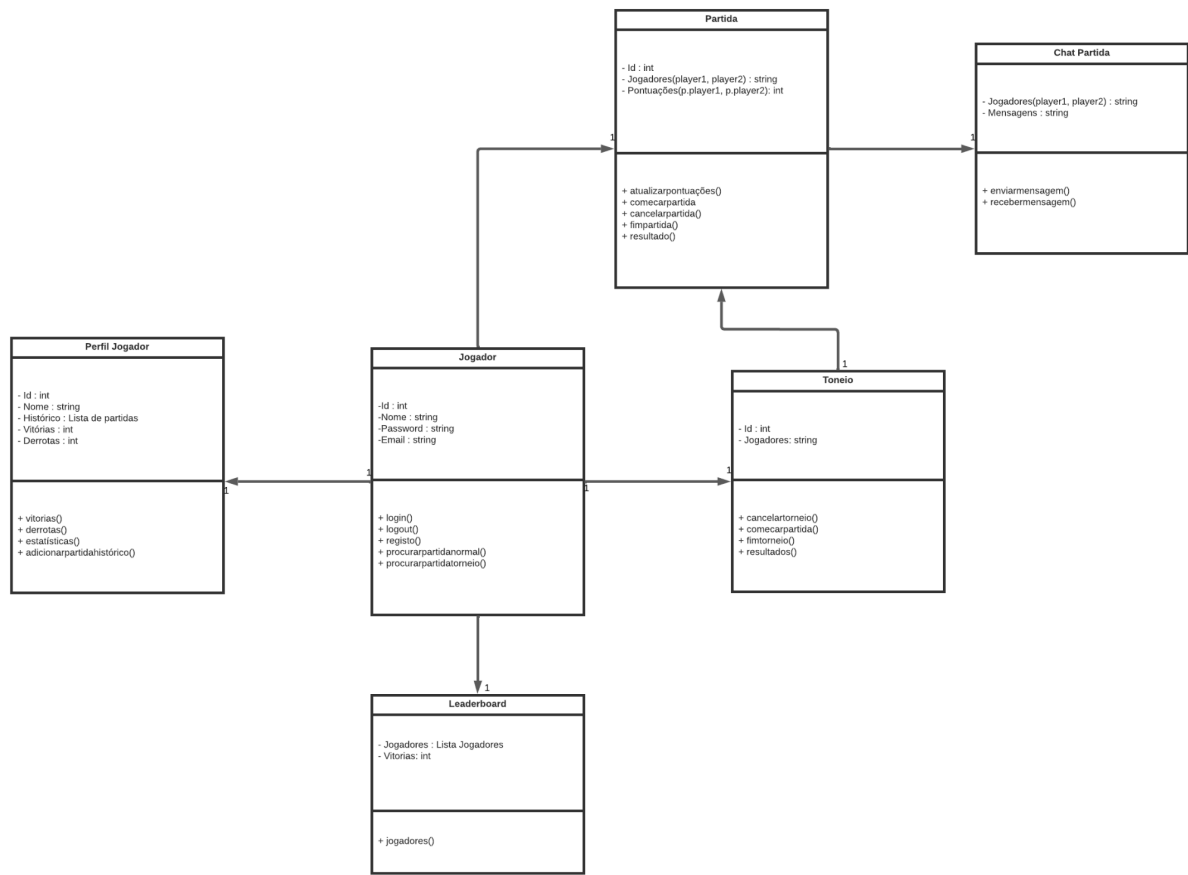 Partida
- Id : int
- Jogadores(player1, player2) : string
- Pontuações(p.player1, p.player2): int
1
+ atualizarpontuações()
+ comecarpartida
+ cancelarpartida()
+ fimpartida()
+ resultado()
Chat Partida
- Jogadores(player1, player2) : string
- Mensagens : string
1
+ enviarmensagem()
+ recebermensagem()
Perfil Jogador
- Id : int
- Nome : string
- Histórico : Lista de partidas
- Vitórias : int
- Derrotas : int
1
+ vitorias()
+ derrotas()
+ estatísticas()
+ adicionarpartidahistórico()
Jogador
-Id : int
-Nome : string
-Password : string
-Email : string
1
1
+ login()
+ logout()
+ registo()
+ procurarpartidanormal()
+ procurarpartidatorneio()
1
Toneio
- Id : int
- Jogadores: string
1
+ cancelartorneio()
+ comecarpartida()
+ fimtorneio()
+ resultados()
1
Leaderboard
- Jogadores : Lista Jogadores
- Vitorias: int
+ jogadores()